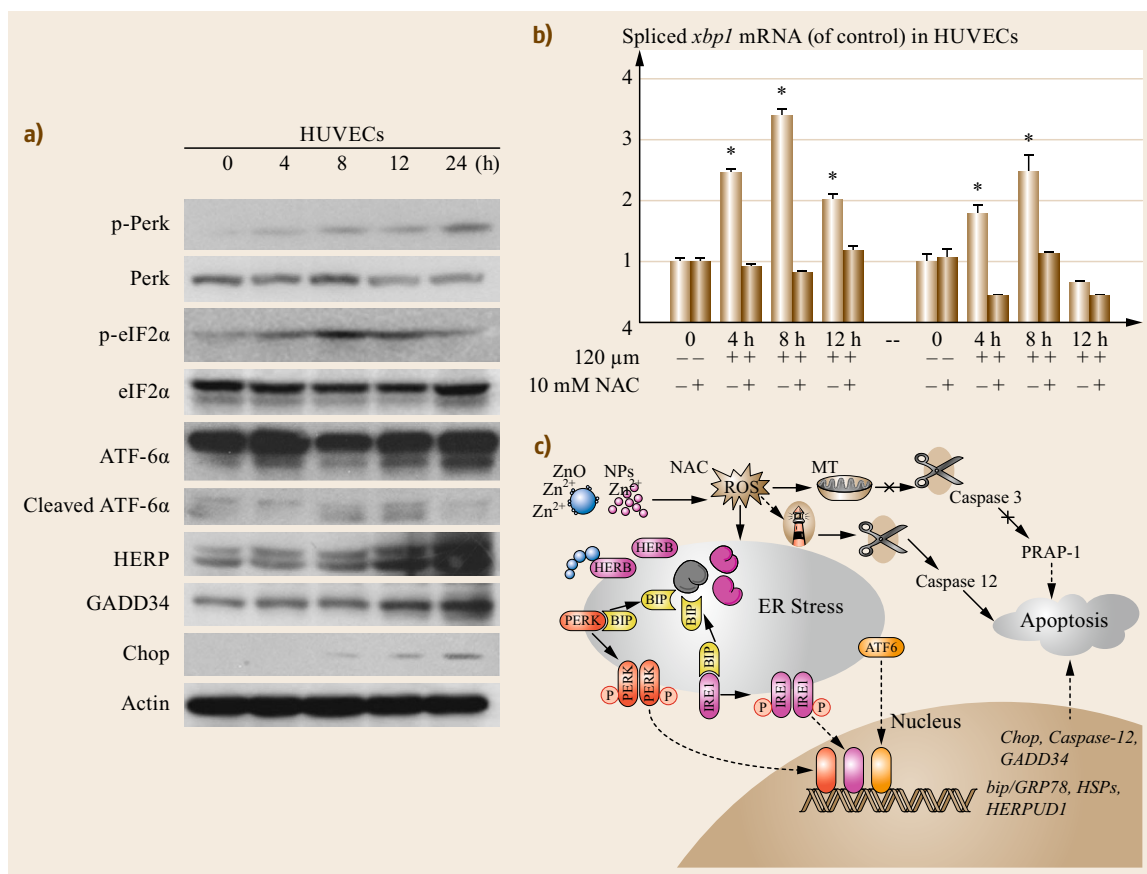 a)
HUVECs
0 4 8 12 24 (h)
p-Perk
Perk
p-eIF2α
eIF2α
ATF-6α
Cleaved ATF-6α
HERP
GADD34
Chop
Actin
b)
Spliced xbp1 mRNA (of control) in HUVECs
4
3
2
1
4
* * * * *
0 4 h 8 h 12 h -- 0 4 h 8 h 12 h
120 µm – – + + + + + + – – + + + + + +
10 mM NAC – + – + – + – + – + – + – + – +
c)
ZnO NPs NAC MT
Zn2+ Zn2+ ROS
Zn2+
Caspase 3
HERB
HERB
PRAP-1
Caspase 12
BIP
ER Stress
PERK BIP
BIP
Apoptosis
BIP
ATF6
P PERK PERK P
IRE1
P IRE1 IRE1 P
Nucleus
Chop, Caspase-12,
GADD34
bip/GRP78, HSPs,
HERPUD1